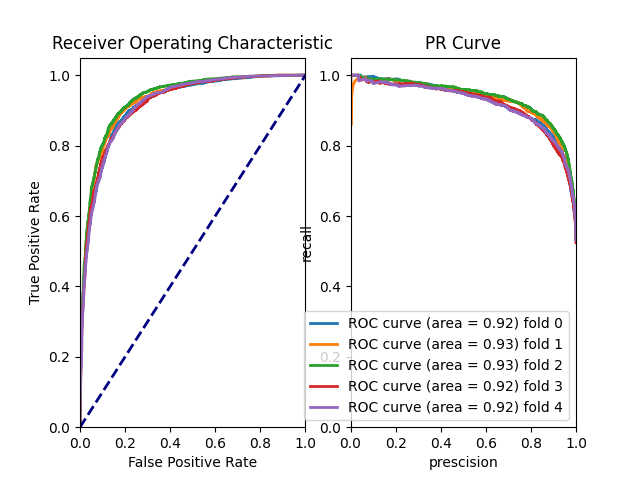 Receiver Operating Characteristic
True Positive Rate
1.0
0.8
0.6
0.4
0.2
0.0
0.0 0.2 0.4 0.6 0.8 1.0
False Positive Rate
PR Curve
recall
1.0
0.8
0.6
0.4
0.2
0.0
0.0 0.2 0.4 0.6 0.8 1.0
prescision
ROC curve (area = 0.92) fold 0
ROC curve (area = 0.93) fold 1
ROC curve (area = 0.93) fold 2
ROC curve (area = 0.92) fold 3
ROC curve (area = 0.92) fold 4